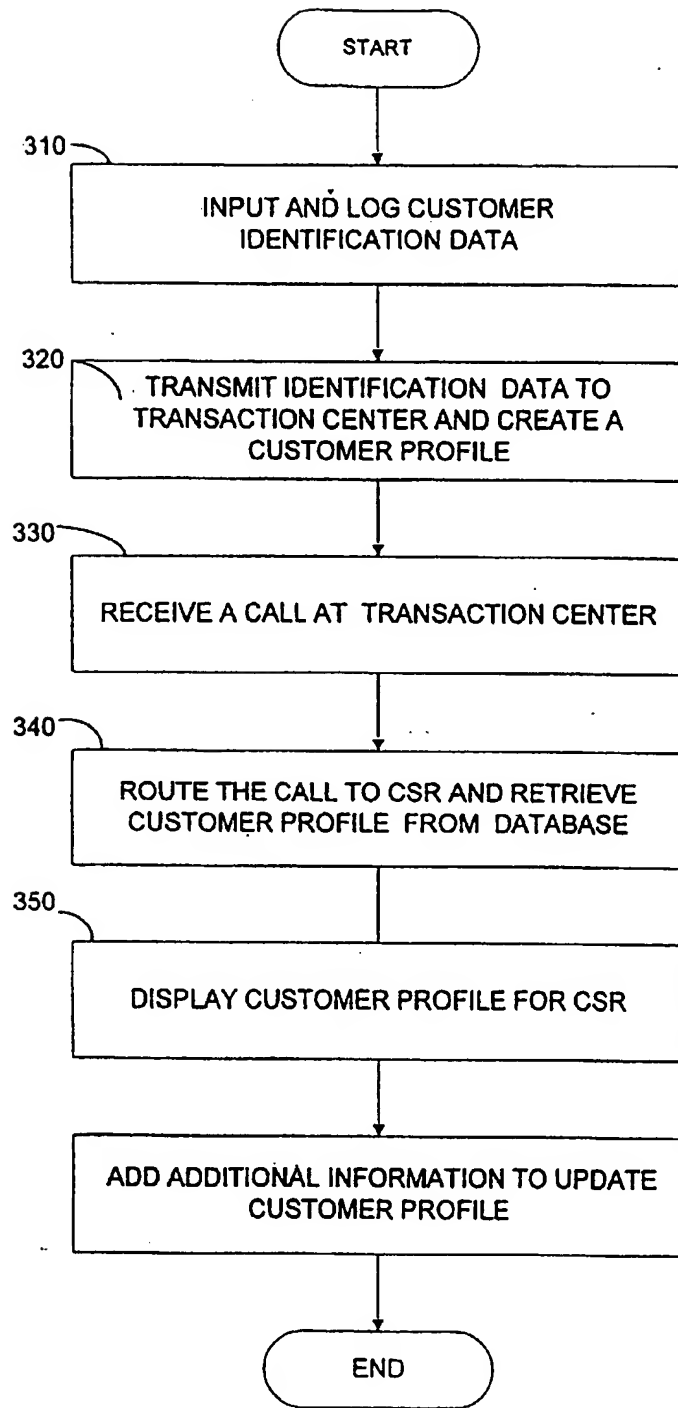 START
310
INPUT AND LOG CUSTOMER
IDENTIFICATION DATA
320
TRANSMIT IDENTIFICATION DATA TO
TRANSACTION CENTER AND CREATE A
CUSTOMER PROFILE
330
RECEIVE A CALL AT TRANSACTION CENTER
340
ROUTE THE CALL TO CSR AND RETRIEVE
CUSTOMER PROFILE FROM DATABASE
350
DISPLAY CUSTOMER PROFILE FOR CSR
ADD ADDITIONAL INFORMATION TO UPDATE
CUSTOMER PROFILE
END